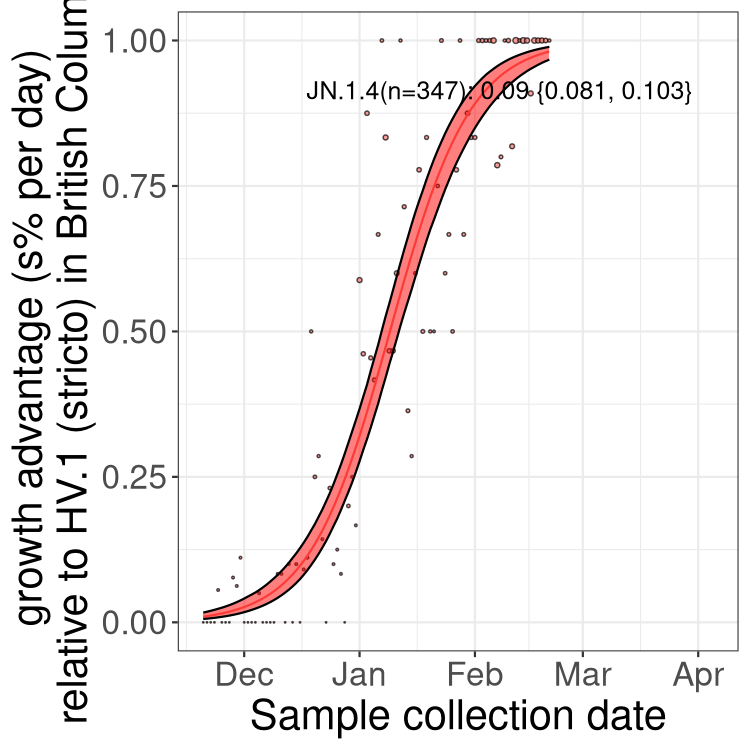 growth advantage (s% per day)
relative to HV.1 (stricto) in British Colum
1.00
0.75
0.50
0.25
0.00
JN.1.4(n=347): 0.09 {0.081, 0.103}
Dec Jan Feb Mar Apr
Sample collection date